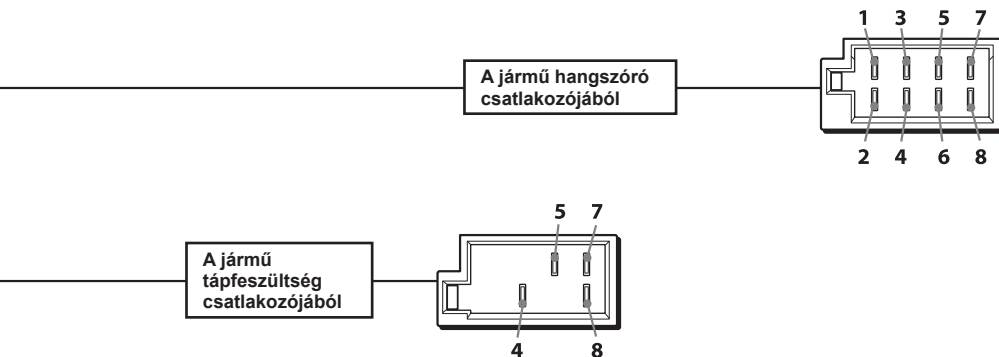 1 3 5 7
A jármű hangszóró
csatlakozójából
2 4 6 8
5 7
A jármű
tápfeszültség
csatlakozójából
4 8